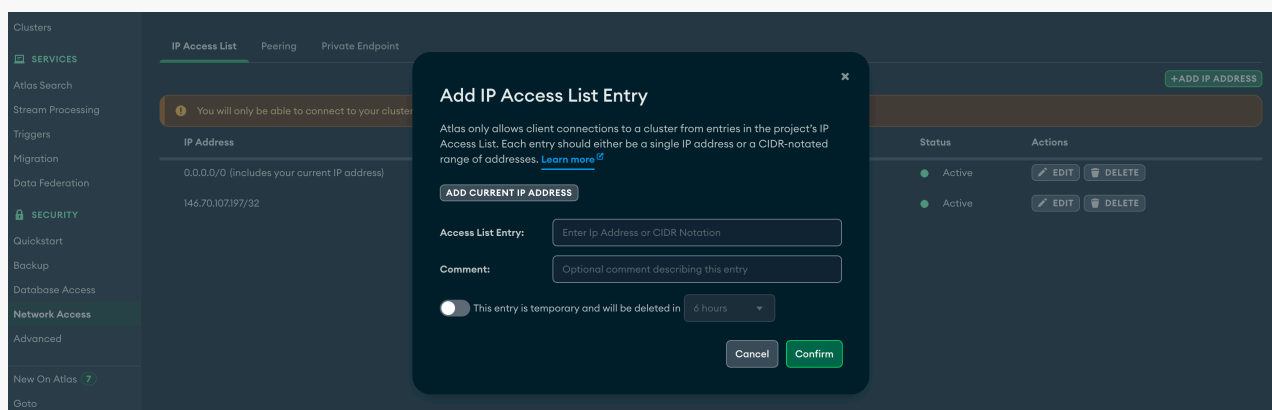 Clusters
SERVICES
Atlas Search
Stream Processing
Triggers
Migration
Data Federation
SECURITY
Quickstart
Backup
Database Access
Network Access
Advanced
New On Atlas 7
Goto
IP Access List Peering Private Endpoint
+ADD IP ADDRESS
You will only be able to connect to your cluster
IP Address Status Actions
0.0.0.0/0 (includes your current IP address) Active EDIT DELETE
146.70.107.197/32 Active EDIT DELETE
Add IP Access List Entry
Atlas only allows client connections to a cluster from entries in the project's IP
Access List. Each entry should either be a single IP address or a CIDR-notated
range of addresses. Learn more
ADD CURRENT IP ADDRESS
Access List Entry: Enter Ip Address or CIDR Notation
Comment: Optional comment describing this entry
This entry is temporary and will be deleted in 6 hours
Cancel Confirm